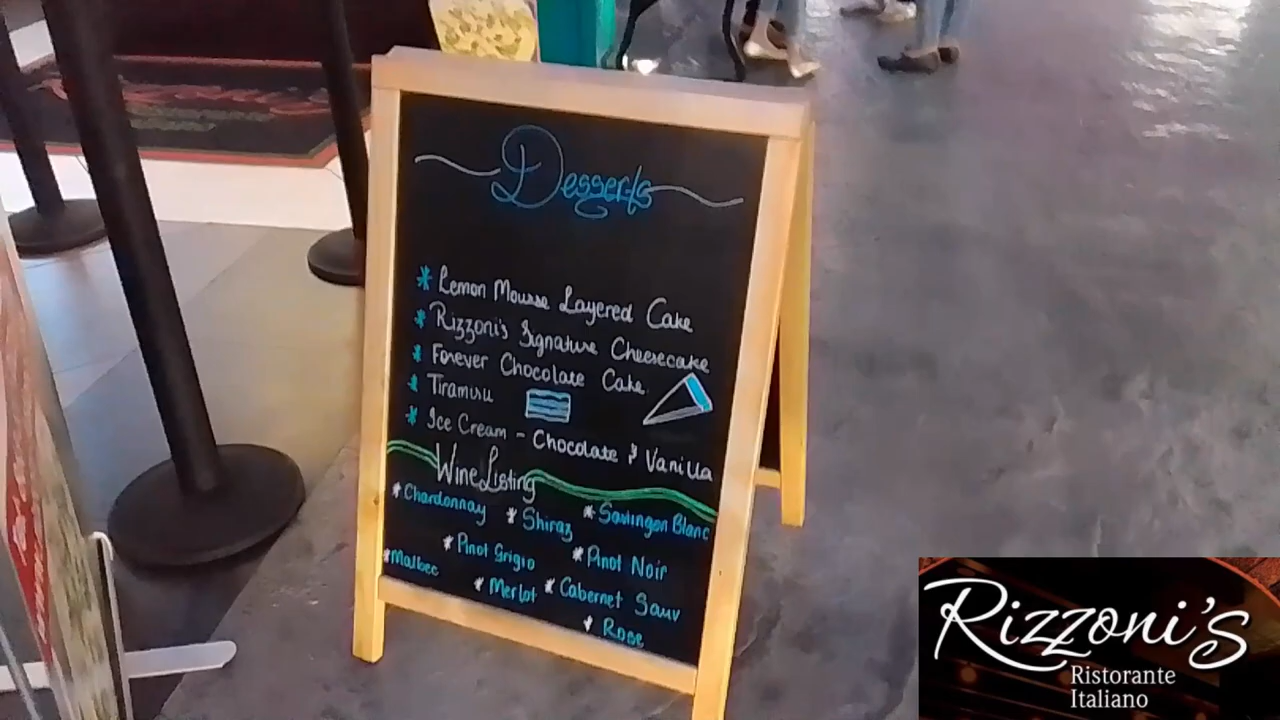 Desserts
* Lemon Mousse Layered Cake
* Rizzoni's Signature Cheesecake
* Forever Chocolate Cake
* Tiramisu
* Ice Cream - Chocolate & Vanilla
Wine Listing
* Chardonnay * Shiraz * Sauvingon Blanc
* Malbec * Pinot Grigio * Pinot Noir
* Merlot * Cabernet Sauv
* Rose
Rizzoni's
Ristorante
Italiano